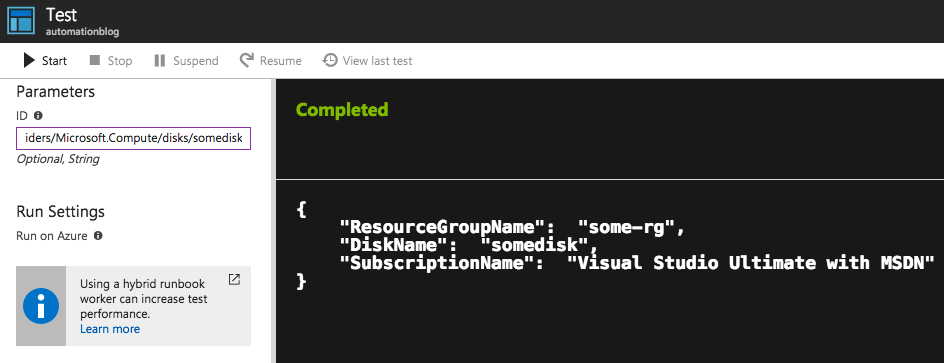 Test
automationblog
Start
Stop
Suspend
Resume
View last test
Parameters
ID
iders/Microsoft.Compute/disks/somedisk
Optional, String
Run Settings
Run on Azure
Using a hybrid runbook
worker can increase test
performance.
Learn more
Completed
{
"ResourceGroupName":  "some-rg",
"DiskName":  "somedisk",
"SubscriptionName":  "Visual Studio Ultimate with MSDN"
}